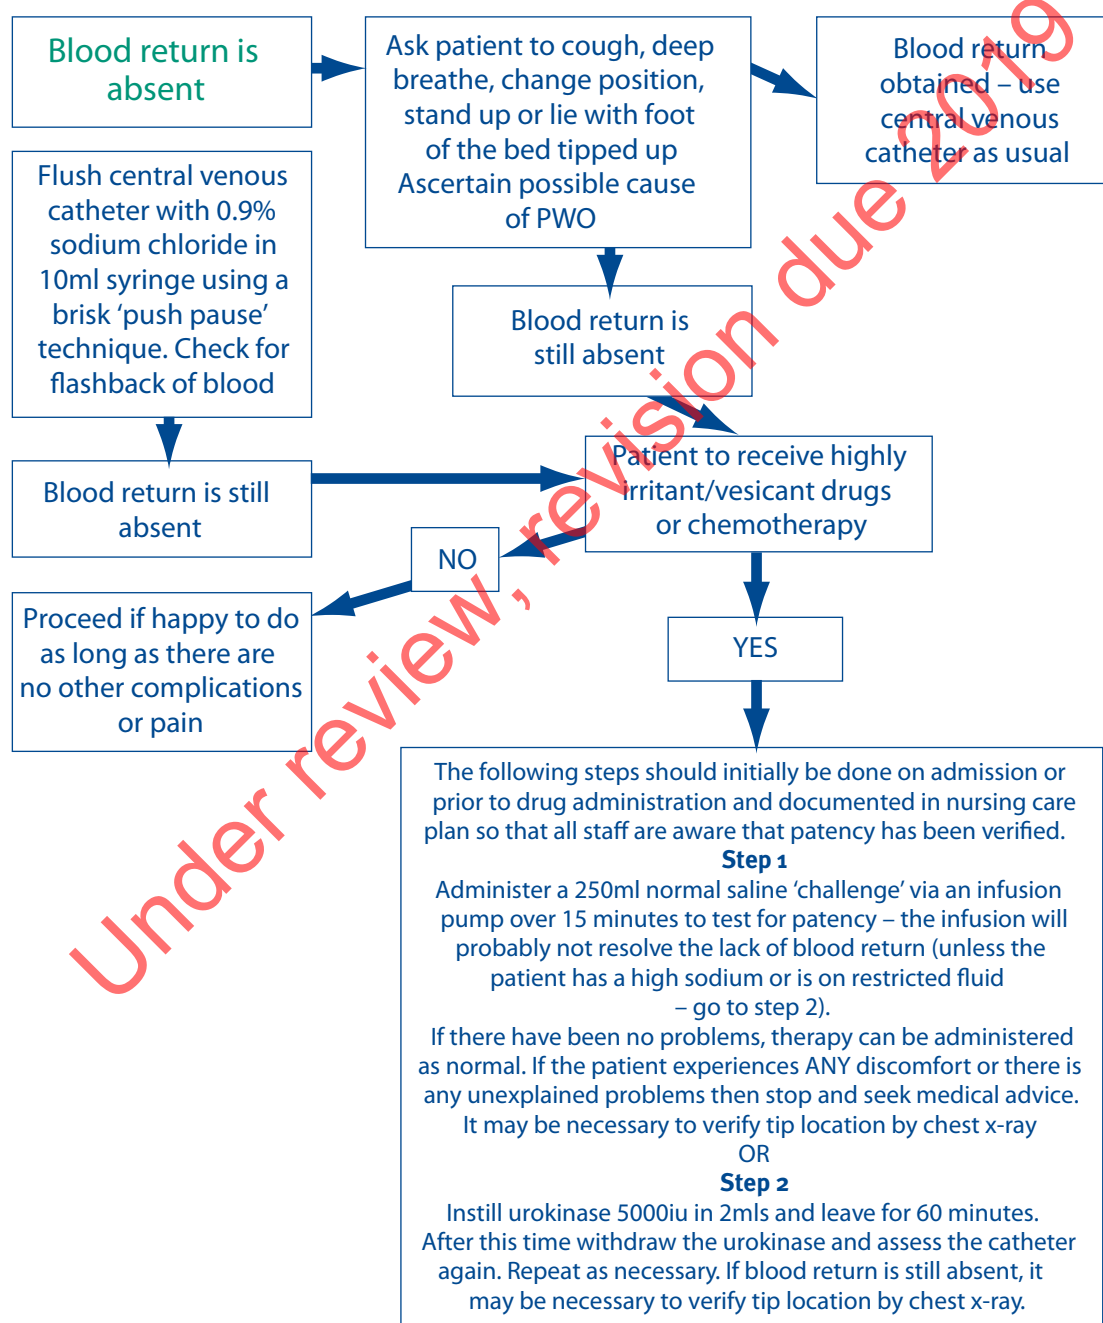 Blood return is
absent
Ask patient to cough, deep
breathe, change position,
stand up or lie with foot
of the bed tipped up
Ascertain possible cause
of PWO
Blood return
obtained – use
central venous
catheter as usual
Flush central venous
catheter with 0.9%
sodium chloride in
10ml syringe using a
brisk ‘push pause’
technique. Check for
flashback of blood
Blood return is
still absent
Blood return is still
absent
Patient to receive highly
irritant/vesicant drugs
or chemotherapy
NO
YES
Proceed if happy to do
as long as there are
no other complications
or pain
The following steps should initially be done on admission or
prior to drug administration and documented in nursing care
plan so that all staff are aware that patency has been verified.
Step 1
Administer a 250ml normal saline ‘challenge’ via an infusion
pump over 15 minutes to test for patency – the infusion will
probably not resolve the lack of blood return (unless the
patient has a high sodium or is on restricted fluid
– go to step 2).
If there have been no problems, therapy can be administered
as normal. If the patient experiences ANY discomfort or there is
any unexplained problems then stop and seek medical advice.
It may be necessary to verify tip location by chest x-ray
OR
Step 2
Instill urokinase 5000iu in 2mls and leave for 60 minutes.
After this time withdraw the urokinase and assess the catheter
again. Repeat as necessary. If blood return is still absent, it
may be necessary to verify tip location by chest x-ray.
Under review, revision due 2019